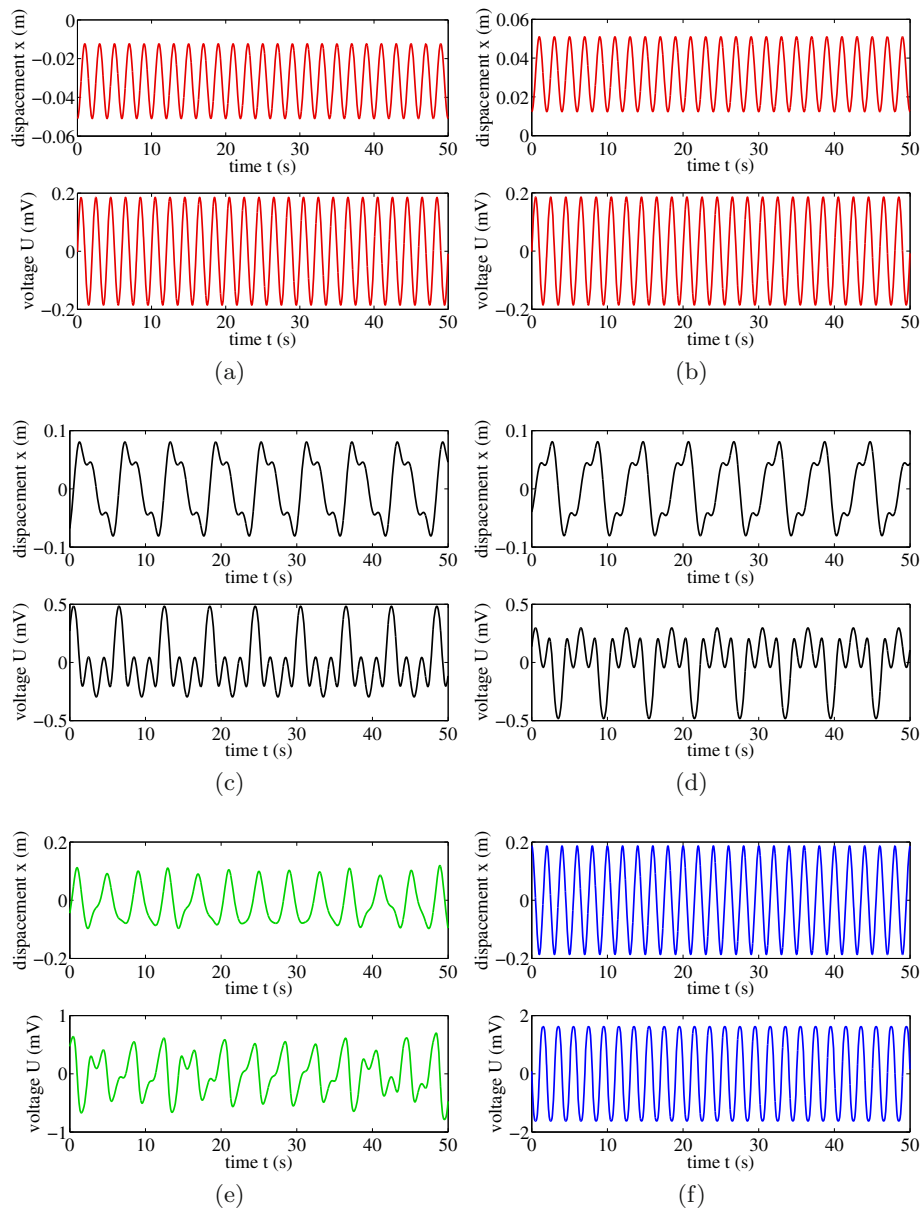 dispacement x (m)
0
−0.02
−0.04
−0.06
0 10 20 30 40 50
time t (s)
voltage U (mV)
0.2
0
−0.2
0 10 20 30 40 50
time t (s)
(a)
dispacement x (m)
0.06
0.04
0.02
0
0 10 20 30 40 50
time t (s)
voltage U (mV)
0.2
0
−0.2
0 10 20 30 40 50
time t (s)
(b)
dispacement x (m)
0.1
0
−0.1
0 10 20 30 40 50
time t (s)
voltage U (mV)
0.5
0
−0.5
0 10 20 30 40 50
time t (s)
(c)
dispacement x (m)
0.1
0
−0.1
0 10 20 30 40 50
time t (s)
voltage U (mV)
0.5
0
−0.5
0 10 20 30 40 50
time t (s)
(d)
dispacement x (m)
0.2
0
−0.2
0 10 20 30 40 50
time t (s)
voltage U (mV)
1
0
−1
0 10 20 30 40 50
time t (s)
(e)
dispacement x (m)
0.2
0
−0.2
0 10 20 30 40 50
time t (s)
voltage U (mV)
2
0
−2
0 10 20 30 40 50
time t (s)
(f)